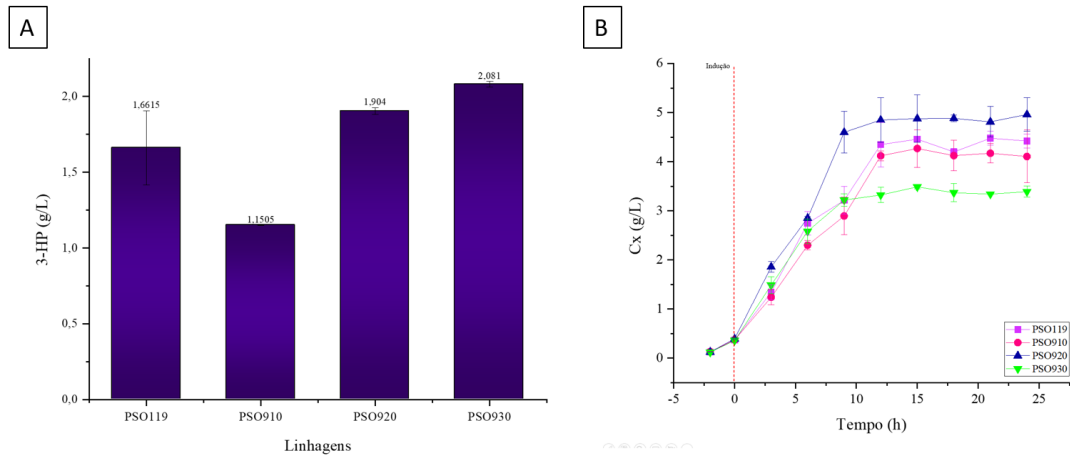 A
3-HP (g/L)
2,0
1,5
1,0
0,5
0,0
1,6615
1,1505
1,904
2,081
PSO119 PSO910 PSO920 PSO930
Linhagens
B
Cx (g/L)
6
5
4
3
2
1
0
Indução
PSO119
PSO910
PSO920
PSO930
-5 0 5 10 15 20 25
Tempo (h)